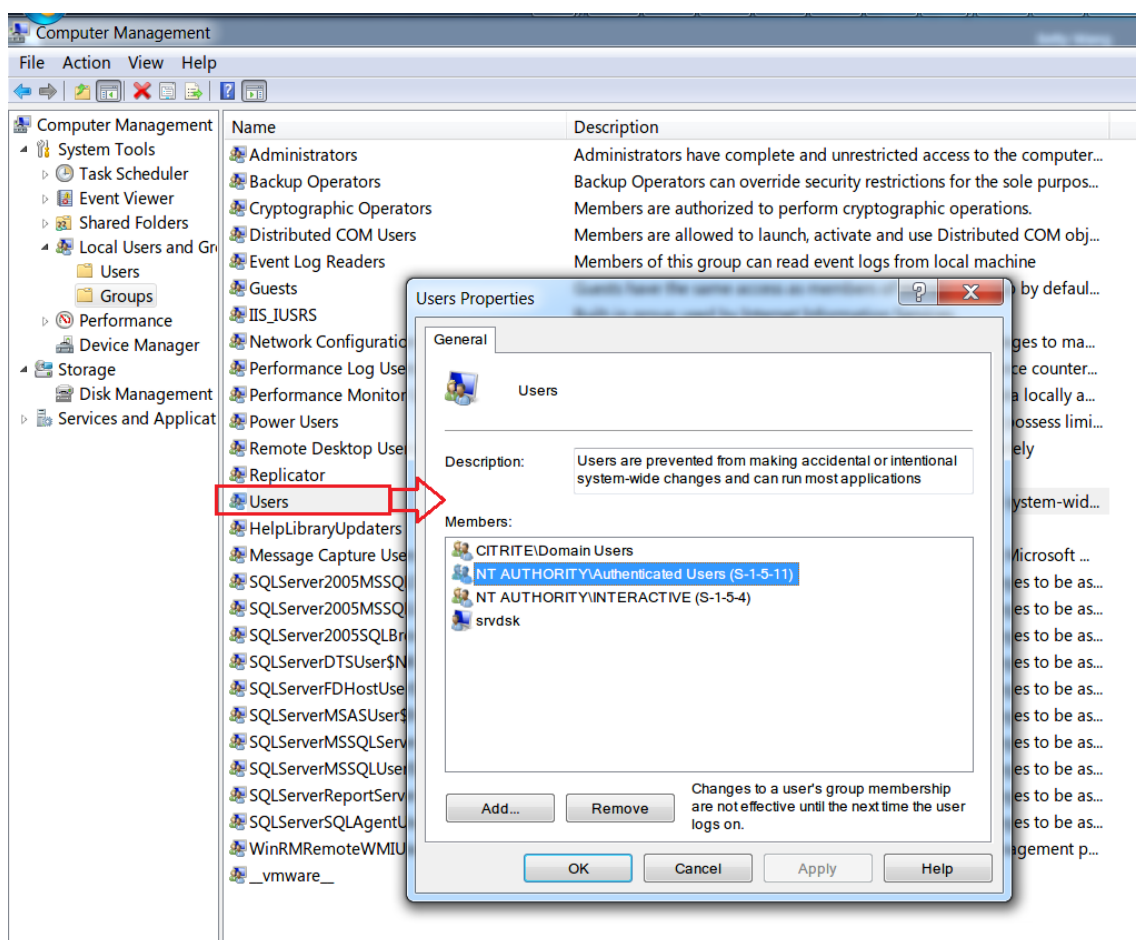 Computer Management
File Action View Help
Computer Management
System Tools
Task Scheduler
Event Viewer
Shared Folders
Local Users and Gr
Users
Groups
Performance
Device Manager
Storage
Disk Management
Services and Applicat
Name Description
Administrators Administrators have complete and unrestricted access to the computer...
Backup Operators Backup Operators can override security restrictions for the sole purpos...
Cryptographic Operators Members are authorized to perform cryptographic operations.
Distributed COM Users Members are allowed to launch, activate and use Distributed COM obj...
Event Log Readers Members of this group can read event logs from local machine
Guests by defaul...
IIS_IUSRS
Network Configuratic ges to ma...
Performance Log Use ce counter...
Performance Monitor a locally a...
Power Users possess limi...
Remote Desktop User ely
Replicator
Users ystem-wid...
HelpLibraryUpdaters
Message Capture Use Microsoft ...
SQLServer2005MSSQ es to be as...
SQLServer2005MSSQ es to be as...
SQLServer2005SQLBr es to be as...
SQLServerDTSUser$N es to be as...
SQLServerFDHostUse es to be as...
SQLServerMSASUser$ es to be as...
SQLServerMSSQLServ es to be as...
SQLServerMSSQLUser es to be as...
SQLServerReportServ es to be as...
SQLServerSQLAgentU es to be as...
WinRMRemoteWMIU agement p...
__vmware__
Users Properties
General
Users
Description: Users are prevented from making accidental or intentional
system-wide changes and can run most applications
Members:
CITRITE\Domain Users
NT AUTHORITY\Authenticated Users (S-1-5-11)
NT AUTHORITY\INTERACTIVE (S-1-5-4)
srvdsk
Add... Remove
Changes to a user's group membership
are not effective until the next time the user
logs on.
OK Cancel Apply Help